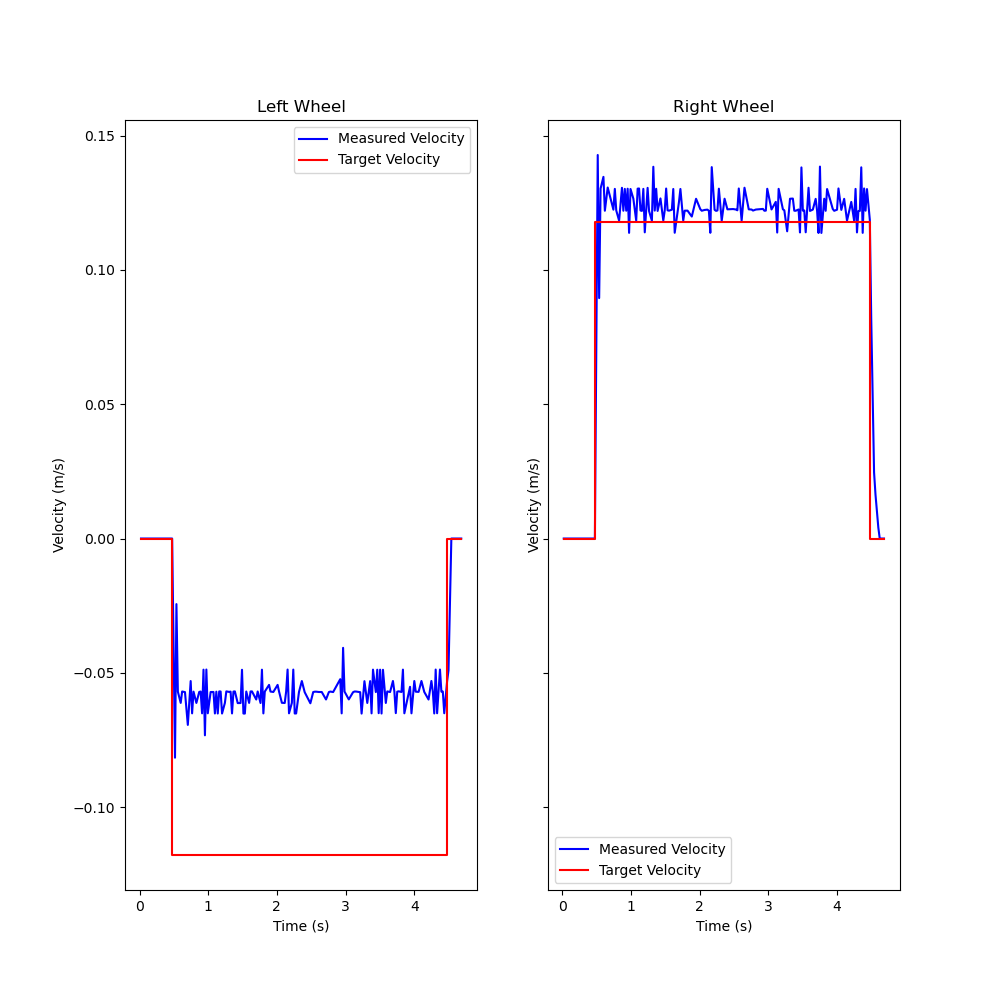 Left Wheel
Right Wheel
Measured Velocity
Target Velocity
0.15
0.10
0.05
0.00
−0.05
−0.10
Velocity (m/s)
Velocity (m/s)
Measured Velocity
Target Velocity
0 1 2 3 4
0 1 2 3 4
Time (s)
Time (s)